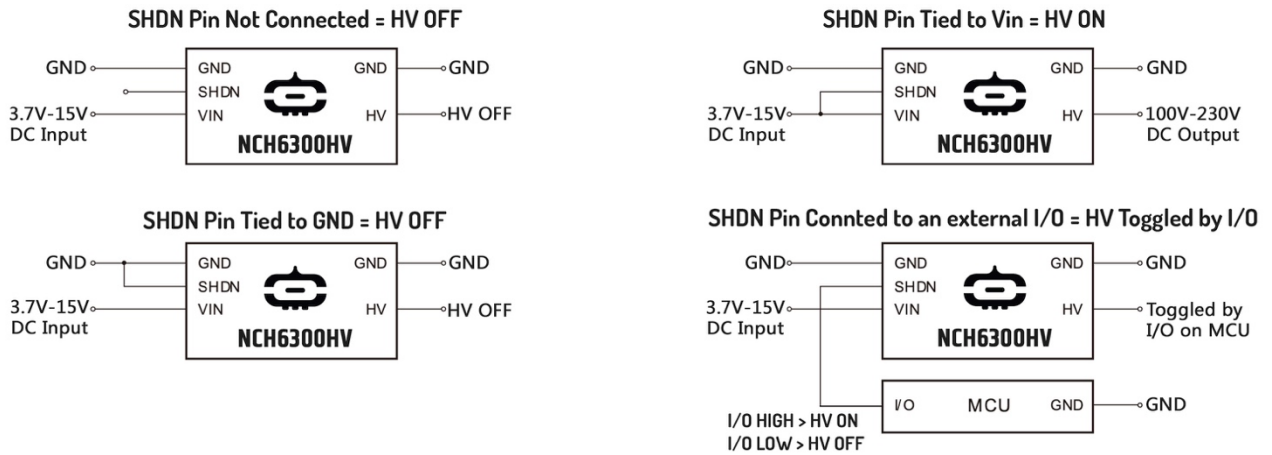 SHDN Pin Not Connected = HV OFF
GND
GND
GND
GND
SHDN
3.7V-15V
VIN
HV
HV OFF
DC Input
NCH6300HV
SHDN Pin Tied to Vin = HV ON
GND
GND
GND
GND
SHDN
3.7V-15V
VIN
HV
100V-230V
DC Input
DC Output
NCH6300HV
SHDN Pin Tied to GND = HV OFF
GND
GND
GND
GND
SHDN
3.7V-15V
VIN
HV
HV OFF
DC Input
NCH6300HV
SHDN Pin Connted to an external I/O = HV Toggled by I/O
GND
GND
GND
GND
SHDN
3.7V-15V
VIN
HV
Toggled by
DC Input
I/O on MCU
NCH6300HV
I/O
MCU
GND
GND
I/O HIGH > HV ON
I/O LOW > HV OFF